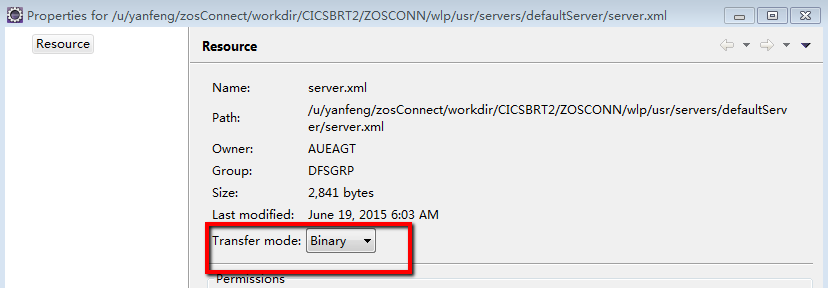 Properties for /u/yanfeng/zosConnect/workdir/CICSBRT2/ZOSCONN/wlp/usr/servers/defaultServer/server.xml
Resource
Resource
Name: server.xml
Path: /u/yanfeng/zosConnect/workdir/CICSBRT2/ZOSCONN/wlp/usr/servers/defaultServ
er/server.xml
Owner: AUEAGT
Group: DFSGRP
Size: 2,841 bytes
Last modified: June 19, 2015 6:03 AM
Transfer mode: Binary
Permissions